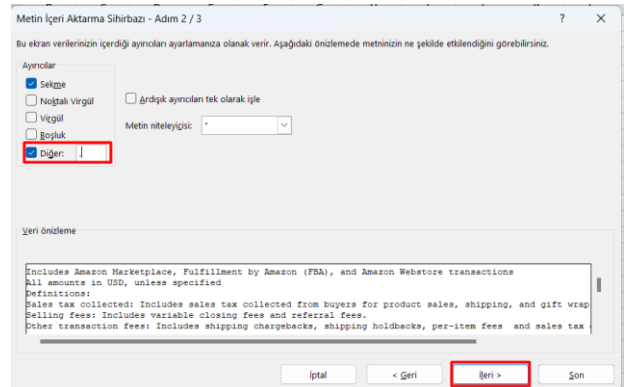 Metin İçeri Aktarma Sihirbazı - Adım 2 / 3
Bu ekran verilerinizin içerdiği ayırıcıları ayarlamanıza olanak verir. Aşağıdaki önizlemede metninizin ne şekilde etkilendiğini görebilirsiniz.
Ayırıcılar
Sekme
Noktalı Virgül
Virgül
Boşluk
Diğer:
Ardışık ayırıcıları tek olarak işle
Metin niteleyicisi: "
Veri önizleme
Includes Amazon Marketplace, Fulfillment by Amazon (FBA), and Amazon Webstore transactions
All amounts in USD, unless specified
Definitions:
Sales tax collected: Includes sales tax collected from buyers for product sales, shipping, and gift wrap
Selling fees: Includes variable closing fees and referral fees.
Other transaction fees: Includes shipping chargebacks, shipping holdbacks, per-item fees and sales tax
İptal < Geri İleri > Son